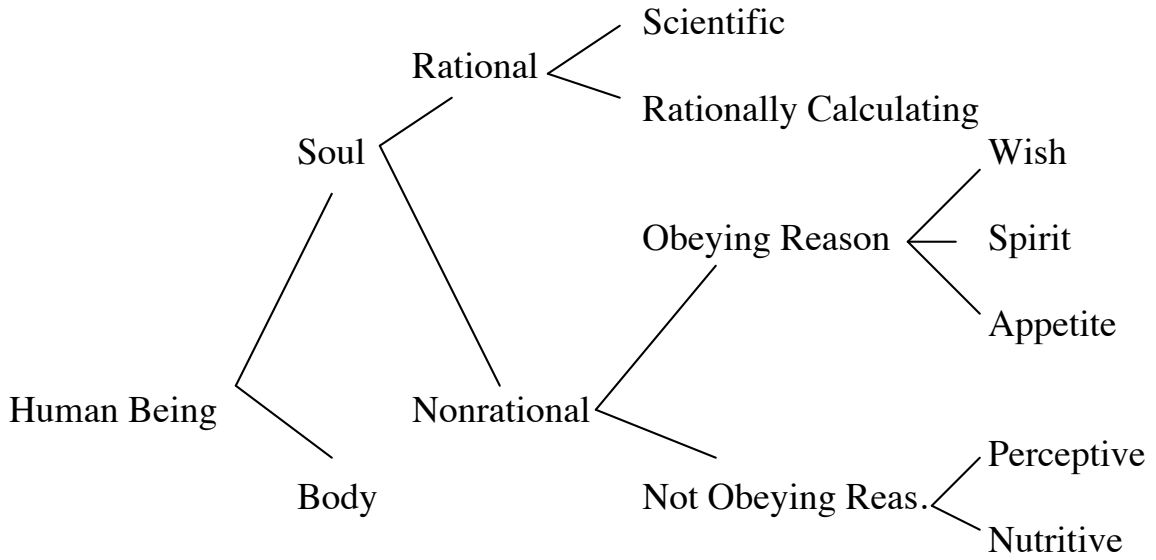 Scientific
Rational
Rationally Calculating
Soul
Wish
Obeying Reason
Spirit
Appetite
Human Being
Nonrational
Perceptive
Body
Not Obeying Reas.
Nutritive